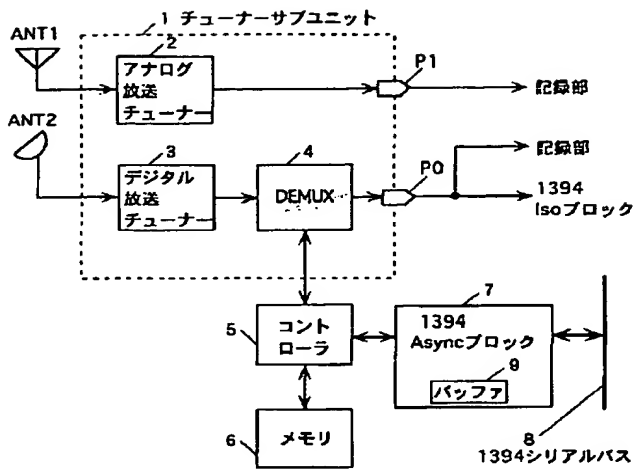 1 チューナーサブユニット
ANT1
2
アナログ
放送
チューナー
P1
記録部
ANT2
3
デジタル
放送
チューナー
4
DEMUX
P0
記録部
1394
Isoブロック
5
コント
ローラ
7
1394
Asyncブロック
9
バッファ
6
メモリ
8
1394シリアルバス